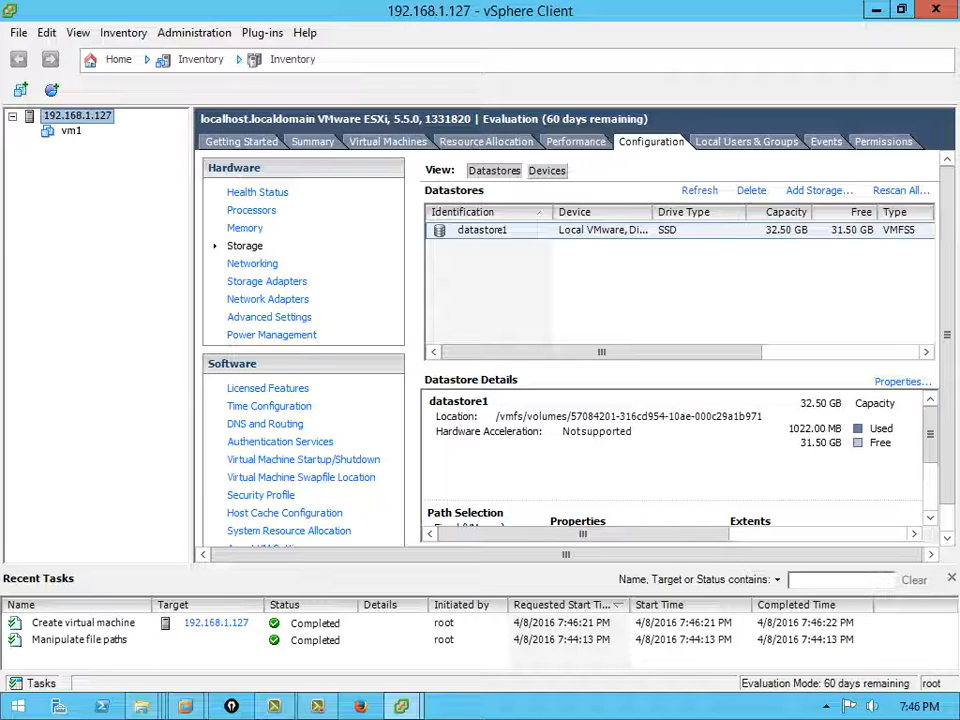 192.168.1.127 - vSphere Client
File Edit View Inventory Administration Plug-ins Help
Home Inventory Inventory
192.168.1.127
vm1
localhost.localdomain VMware ESXi, 5.5.0, 1331820 | Evaluation (60 days remaining)
Getting Started Summary Virtual Machines Resource Allocation Performance Configuration Local Users & Groups Events Permissions
Hardware
Health Status
Processors
Memory
Storage
Networking
Storage Adapters
Network Adapters
Advanced Settings
Power Management
Software
Licensed Features
Time Configuration
DNS and Routing
Authentication Services
Virtual Machine Startup/Shutdown
Virtual Machine Swapfile Location
Security Profile
Host Cache Configuration
System Resource Allocation
View: Datastores Devices
Datastores
Refresh Delete Add Storage... Rescan All...
Identification Device Drive Type Capacity Free Type
datastore1 Local VMware, Di... SSD 32.50 GB 31.50 GB VMFS5
Datastore Details
Properties...
datastore1 32.50 GB Capacity
Location: /vmfs/volumes/57084201-316cd954-10ae-000c29a1b971
Hardware Acceleration: Not supported
1022.00 MB Used
31.50 GB Free
Path Selection
Properties Extents
Recent Tasks
Name, Target or Status contains: Clear
Name Target Status Details Initiated by Requested Start Ti... Start Time Completed Time
Create virtual machine 192.168.1.127 Completed root 4/8/2016 7:46:21 PM 4/8/2016 7:46:21 PM 4/8/2016 7:46:22 PM
Manipulate file paths Completed root 4/8/2016 7:44:13 PM 4/8/2016 7:44:13 PM 4/8/2016 7:44:13 PM
Tasks
Evaluation Mode: 60 days remaining root
7:46 PM